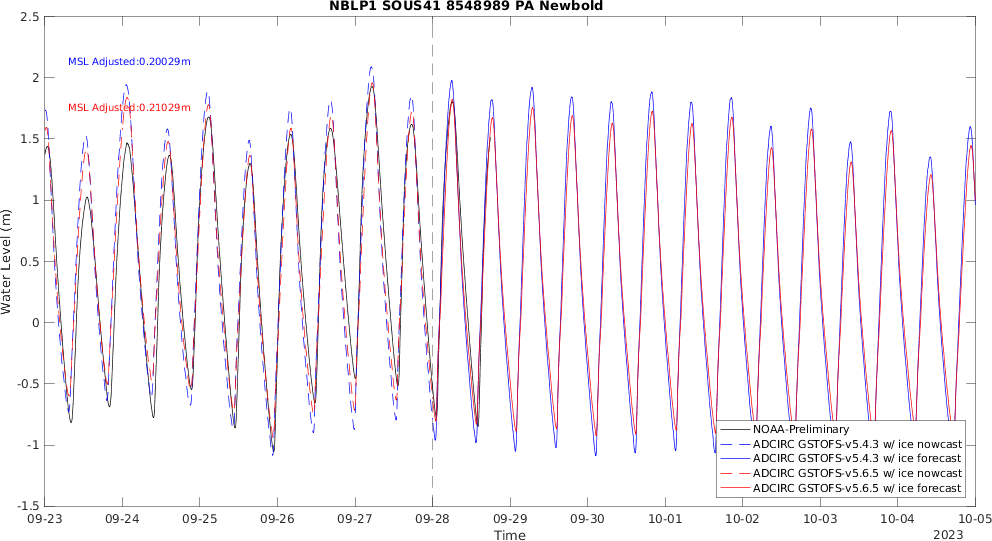 NBLP1 SOUS41 8548989 PA Newbold
2.5
2
1.5
1
0.5
0
-0.5
-1
-1.5
Water Level (m)
MSL Adjusted:0.20029m
MSL Adjusted:0.21029m
NOAA-Preliminary
ADCIRC GSTOFS-v5.4.3 w/ ice nowcast
ADCIRC GSTOFS-v5.4.3 w/ ice forecast
ADCIRC GSTOFS-v5.6.5 w/ ice nowcast
ADCIRC GSTOFS-v5.6.5 w/ ice forecast
09-23 09-24 09-25 09-26 09-27 09-28 09-29 09-30 10-01 10-02 10-03 10-04 10-05
Time
2023